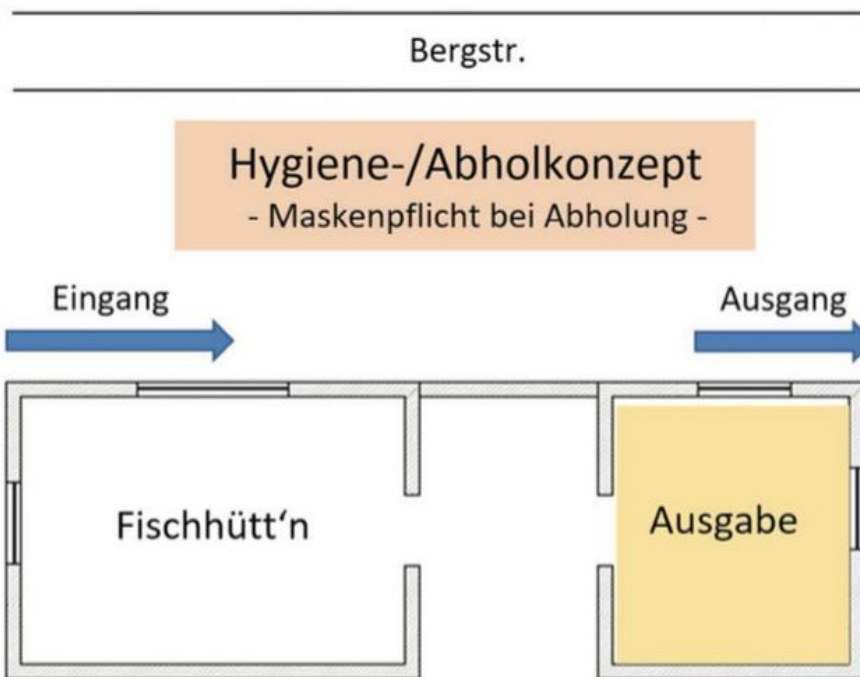 Bergstr.
Hygiene-/Abholkonzept
- Maskenpflicht bei Abholung -
Eingang
Ausgang
Fischhütt‘n
Ausgabe